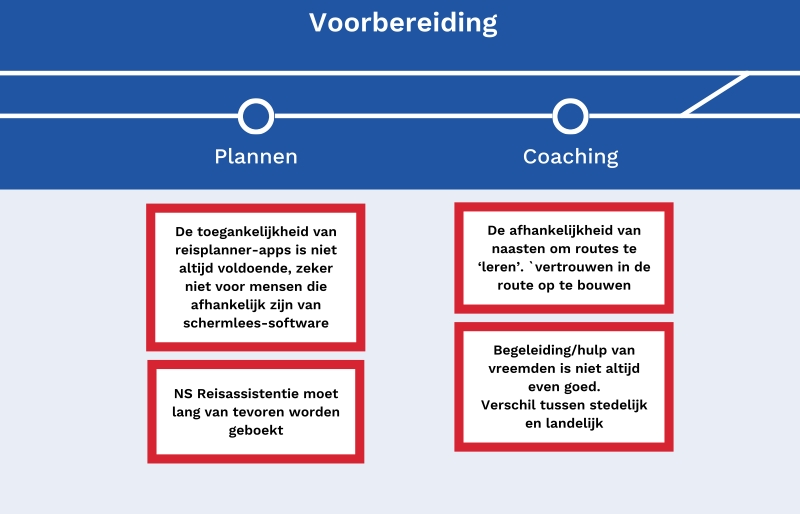 Voorbereiding
Plannen
Coaching
De toegankelijkheid van
reisplanner-apps is niet
altijd voldoende, zeker
niet voor mensen die
afhankelijk zijn van
schermlees-software
NS Reisassistentie moet
lang van tevoren worden
geboekt
De afhankelijkheid van
naasten om routes te
‘leren’. `vertrouwen in de
route op te bouwen
Begeleiding/hulp van
vreemden is niet altijd
even goed.
Verschil tussen stedelijk
en landelijk